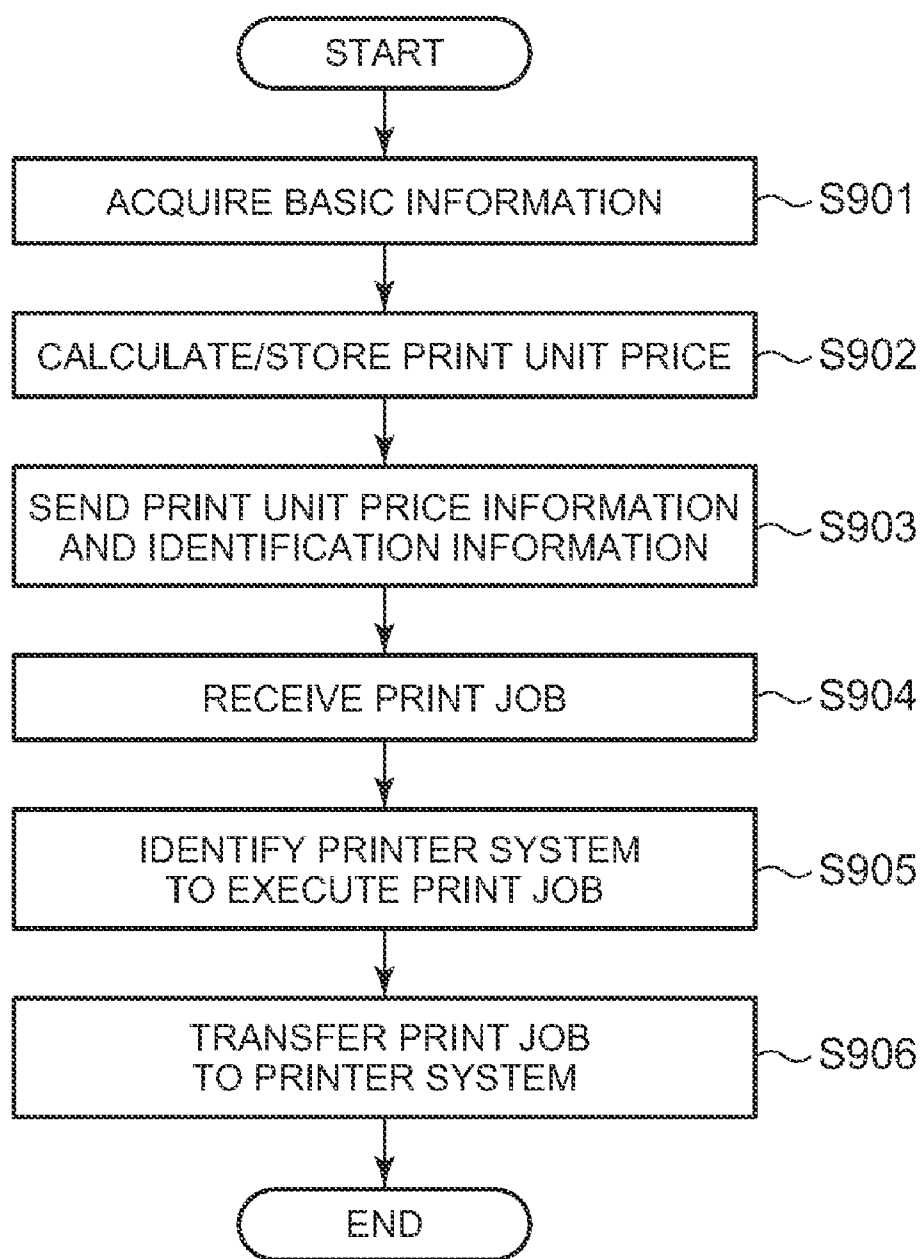 START
ACQUIRE BASIC INFORMATION
S901
CALCULATE/STORE PRINT UNIT PRICE
S902
SEND PRINT UNIT PRICE INFORMATION
AND IDENTIFICATION INFORMATION
S903
RECEIVE PRINT JOB
S904
IDENTIFY PRINTER SYSTEM
TO EXECUTE PRINT JOB
S905
TRANSFER PRINT JOB
TO PRINTER SYSTEM
S906
END